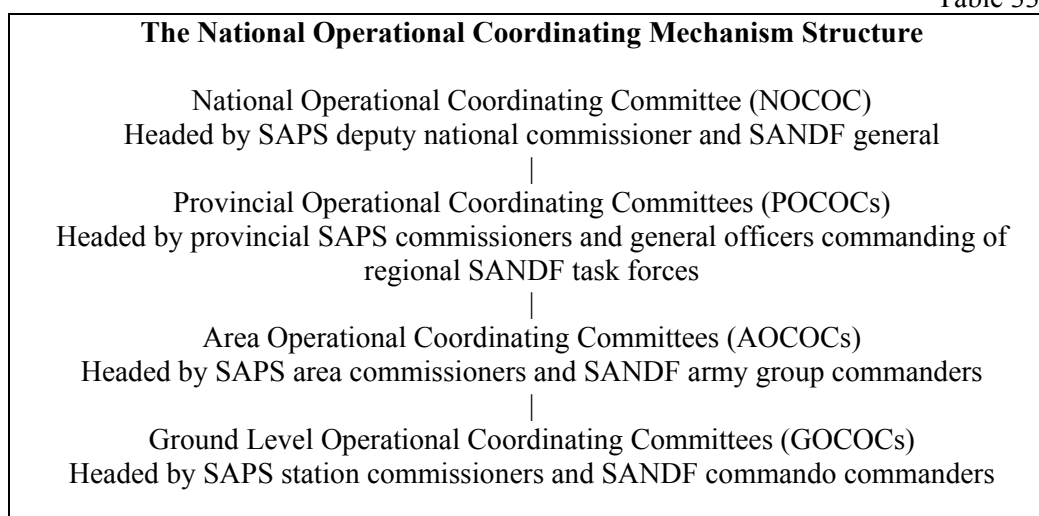 Table 33
The National Operational Coordinating Mechanism Structure
National Operational Coordinating Committee (NOCOC)
Headed by SAPS deputy national commissioner and SANDF general
|
Provincial Operational Coordinating Committees (POCOCs)
Headed by provincial SAPS commissioners and general officers commanding of
regional SANDF task forces
|
Area Operational Coordinating Committees (AOCOCs)
Headed by SAPS area commissioners and SANDF army group commanders
|
Ground Level Operational Coordinating Committees (GOCOCs)
Headed by SAPS station commissioners and SANDF commando commanders